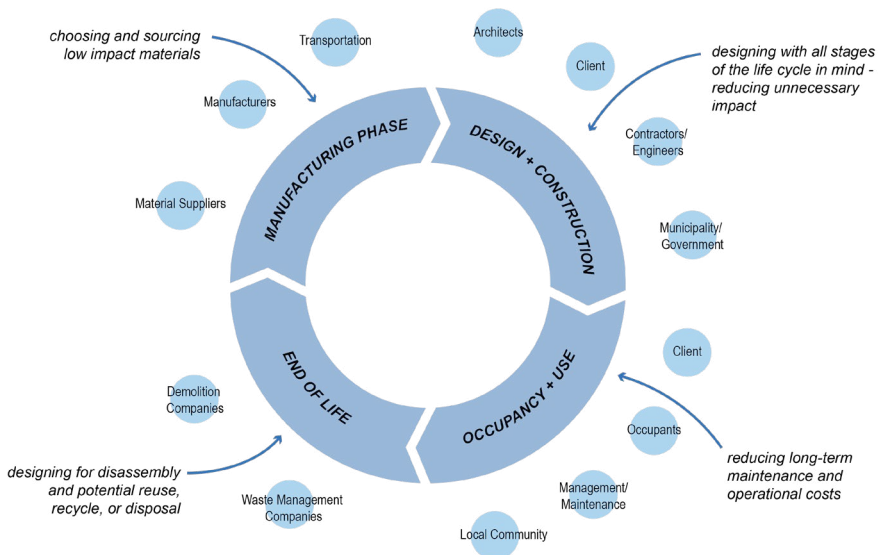 choosing and sourcing
low impact materials
Transportation
Architects
Client
designing with all stages
of the life cycle in mind -
reducing unnecessary
impact
Manufacturers
Contractors/
Engineers
MANUFACTURING PHASE
DESIGN + CONSTRUCTION
Material Suppliers
Municipality/
Government
END OF LIFE
OCCUPANCY + USE
Client
Demolition
Companies
Occupants
designing for disassembly
and potential reuse,
recycle, or disposal
Waste Management
Companies
Management/
Maintenance
reducing long-term
maintenance and
operational costs
Local Community